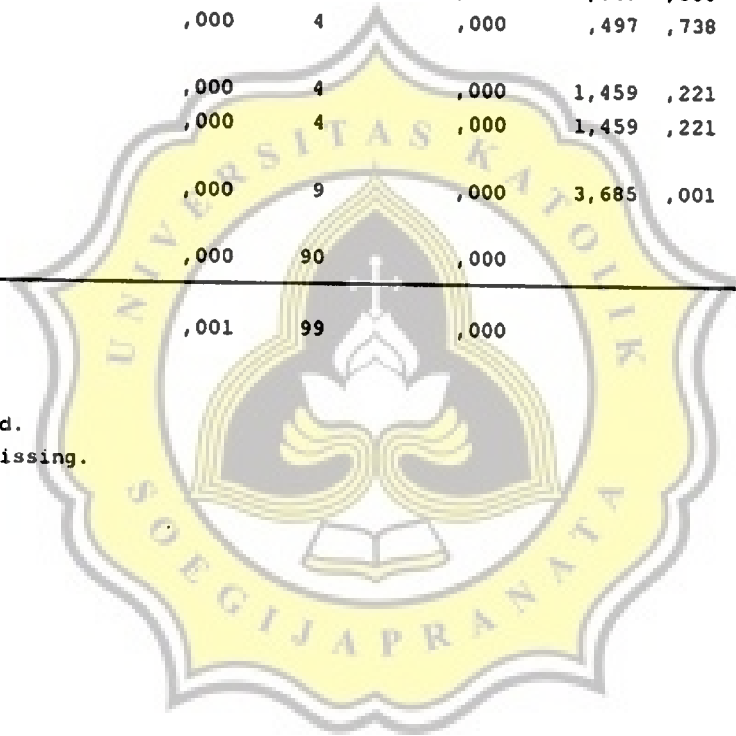 ,000 4 ,000 ,497 ,738
,000 4 ,000 1,459 ,221
,000 4 ,000 1,459 ,221
,000 9 ,000 3,685 ,001
,000 90 ,000
,001 99 ,000
d.
issing.
UNIVERSITAS KATOLIK
SOEGIJAPRANATA